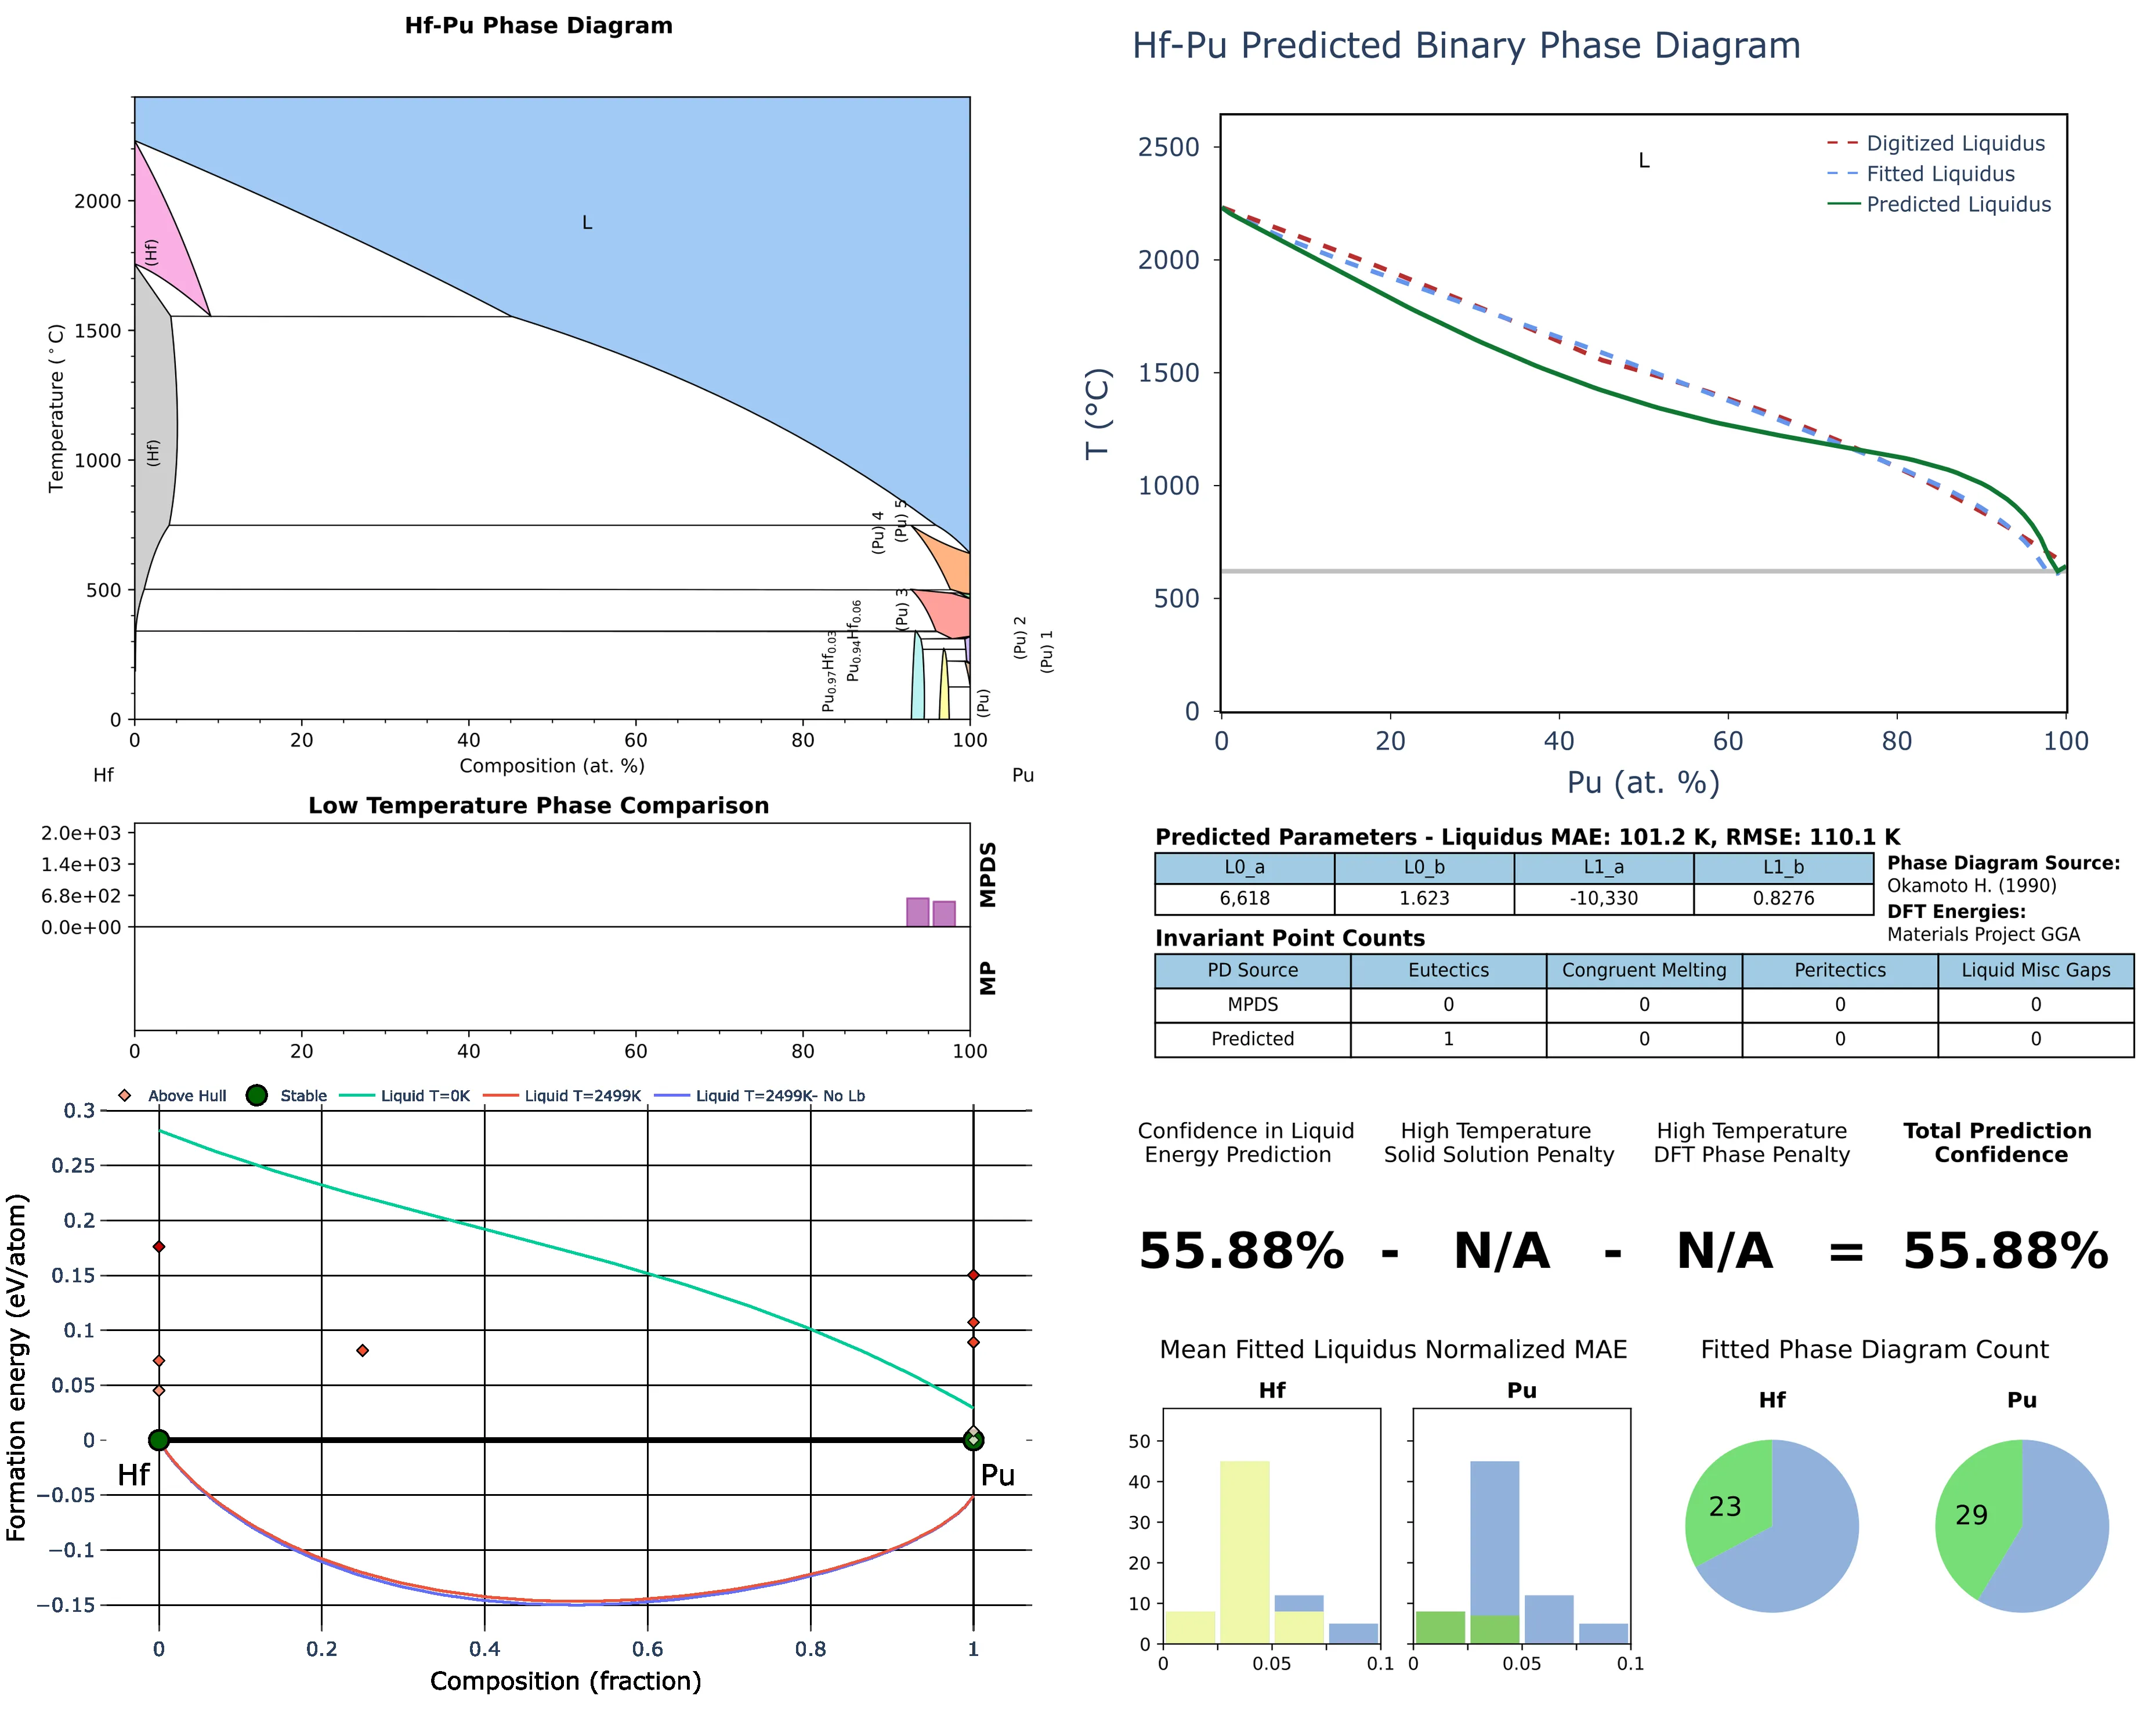 Hf-Pu Phase Diagram
Temperature (°C)
2000
1500
1000
500
0
L
(Hf)
(Hf)
(Pu) 4
(Pu) 5
(Pu) 3
Pu0.97Hf0.03
Pu0.94Hf0.06
(Pu) 2
(Pu) 1
(Pu)
0 20 40 60 80 100
Composition (at. %)
Hf Pu
Low Temperature Phase Comparison
2.0e+03
1.4e+03
6.8e+02
0.0e+00
MPDS
MP
0 20 40 60 80 100
Above Hull Stable Liquid T=0K Liquid T=2499K Liquid T=2499K- No Lb
Formation energy (eV/atom)
0.3
0.25
0.2
0.15
0.1
0.05
0
−0.05
−0.1
−0.15
Hf Pu
0 0.2 0.4 0.6 0.8 1
Composition (fraction)
Hf-Pu Predicted Binary Phase Diagram
T (°C)
2500
2000
1500
1000
500
0
L
Digitized Liquidus
Fitted Liquidus
Predicted Liquidus
0 20 40 60 80 100
Pu (at. %)
Predicted Parameters - Liquidus MAE: 101.2 K, RMSE: 110.1 K
L0_a L0_b L1_a L1_b
6,618 1.623 -10,330 0.8276
Phase Diagram Source:
Okamoto H. (1990)
DFT Energies:
Materials Project GGA
Invariant Point Counts
PD Source Eutectics Congruent Melting Peritectics Liquid Misc Gaps
MPDS 0 0 0 0
Predicted 1 0 0 0
Confidence in Liquid
Energy Prediction
High Temperature
Solid Solution Penalty
High Temperature
DFT Phase Penalty
Total Prediction
Confidence
55.88% - N/A - N/A = 55.88%
Mean Fitted Liquidus Normalized MAE
Hf Pu
50
40
30
20
10
0
0 0.05 0.1 0 0.05 0.1
Fitted Phase Diagram Count
Hf Pu
23 29